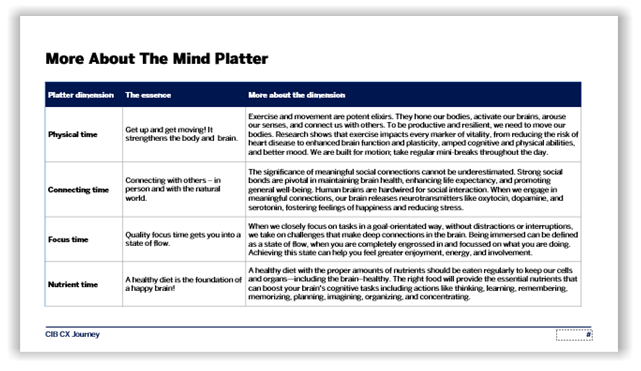 More About The Mind Platter
Platter dimension The essence More about the dimension
Physical time
Get up and get moving! It
strengthens the body and brain.
Exercise and movement are potent elixirs. They hone our bodies, activate our brains, arouse
our senses, and connect us with others. To be productive and resilient, we need to move our
bodies. Research shows that exercise impacts every marker of vitality, from reducing the risk of
heart disease to enhanced brain function and plasticity, amped cognitive and physical abilities,
and better mood. We are built for motion; take regular mini-breaks throughout the day.
Connecting time
Connecting with others – in
person and with the natural
world.
The significance of meaningful social connections cannot be underestimated. Strong social
bonds are pivotal in maintaining brain health, enhancing life expectancy, and promoting
general well-being. Human brains are hardwired for social interaction. When we engage in
meaningful connections, our brain releases neurotransmitters like oxytocin, dopamine, and
serotonin, fostering feelings of happiness and reducing stress.
Focus time
Quality focus time gets you into a
state of flow.
When we closely focus on tasks in a goal-orientated way, without distractions or interruptions,
we take on challenges that make deep connections in the brain. Being immersed can be defined
as a state of flow, when you are completely engrossed in and focussed on what you are doing.
Achieving this state can help you feel greater enjoyment, energy, and involvement.
Nutrient time
A healthy diet is the foundation of
a happy brain!
A healthy diet with the proper amounts of nutrients should be eaten regularly to keep our cells
and organs—including the brain—healthy. The right food will provide the essential nutrients that
can boost your brain's cognitive tasks including actions like thinking, learning, remembering,
memorizing, planning, imagining, organizing, and concentrating.
CIB CX Journey
#